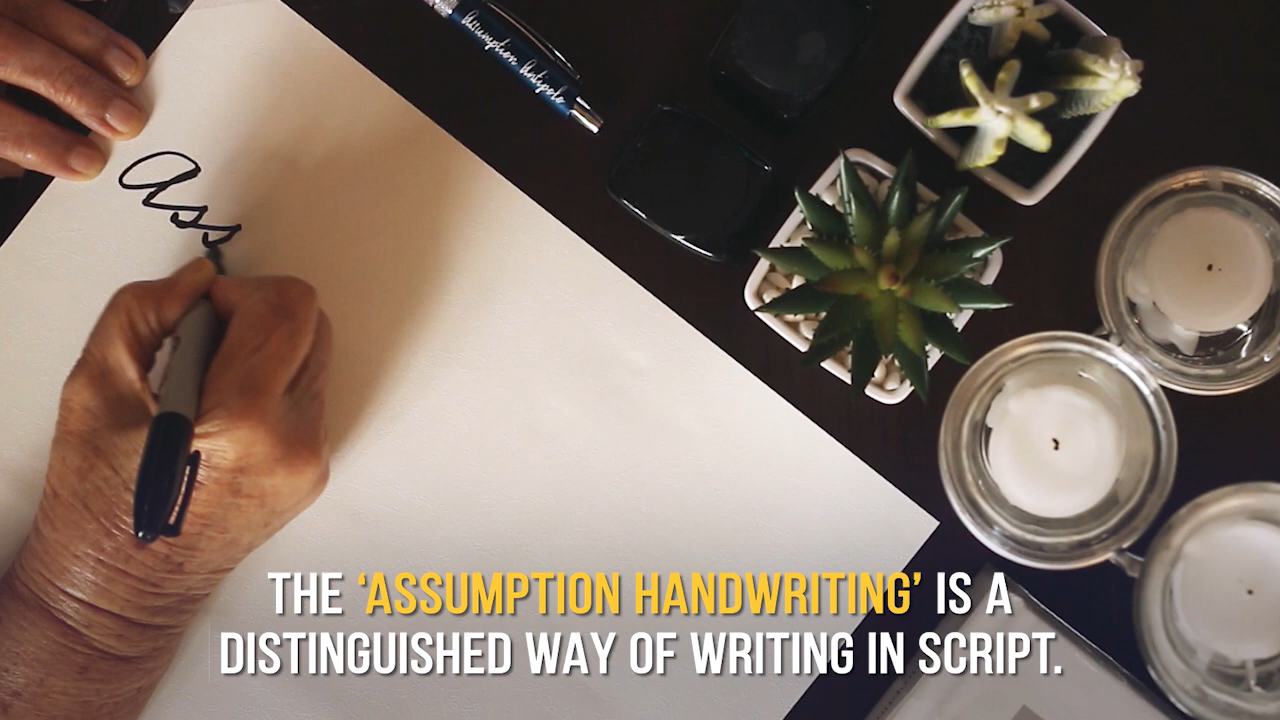 Assumption Antipolo
Ass
THE ‘ASSUMPTION HANDWRITING’ IS A
DISTINGUISHED WAY OF WRITING IN SCRIPT.